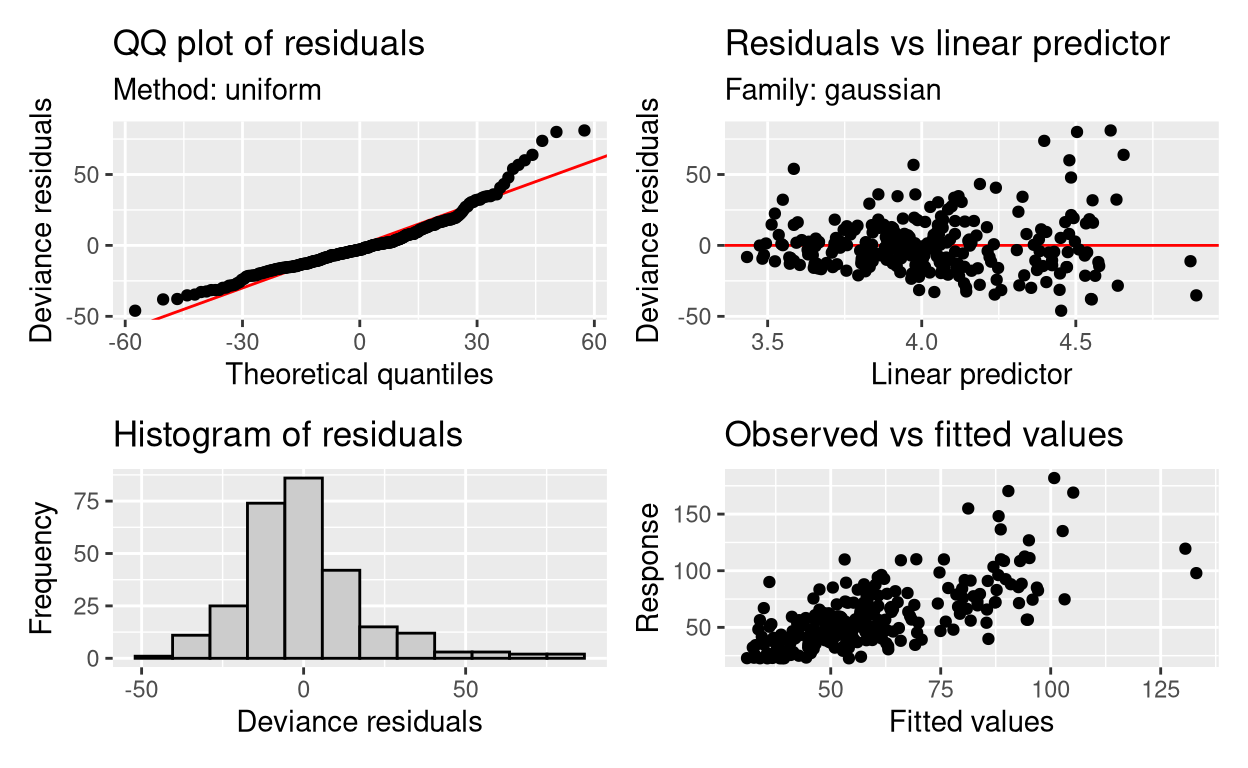 QQ plot of residuals
Method: uniform
Deviance residuals
50
0
-50
-60
-30
0
30
60
Theoretical quantiles
Residuals vs linear predictor
Family: gaussian
Deviance residuals
50
0
-50
3.5
4.0
4.5
Linear predictor
Histogram of residuals
Frequency
75
50
25
0
-50
0
50
Deviance residuals
Observed vs fitted values
Response
150
100
50
50
75
100
125
Fitted values